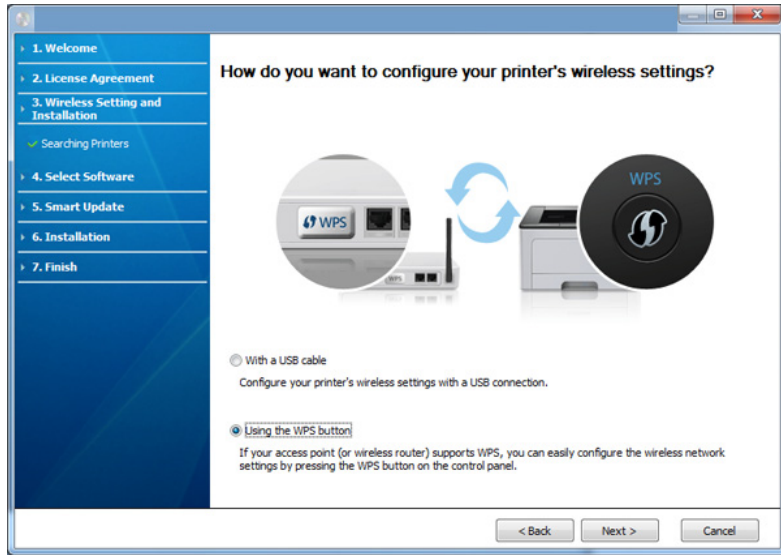 1. Welcome
2. License Agreement
3. Wireless Setting and
Installation
Searching Printers
4. Select Software
5. Smart Update
6. Installation
7. Finish
How do you want to configure your printer's wireless settings?
WPS
WPS
WPS
With a USB cable
Configure your printer's wireless settings with a USB connection.
Using the WPS button
If your access point (or wireless router) supports WPS, you can easily configure the wireless network
settings by pressing the WPS button on the control panel.
< Back
Next >
Cancel